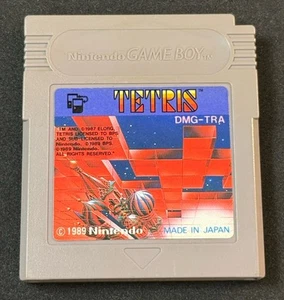 Nintendo GAME BOY
TETRIS
DMG-TRA
TM AND ©1987 ELORG.
TETRIS LICENSED TO BPS
AND SUB-LICENSED TO
Nintendo. ©1989 BPS.
©1989 Nintendo
ALL RIGHTS RESERVED.
©1989 Nintendo
MADE IN JAPAN